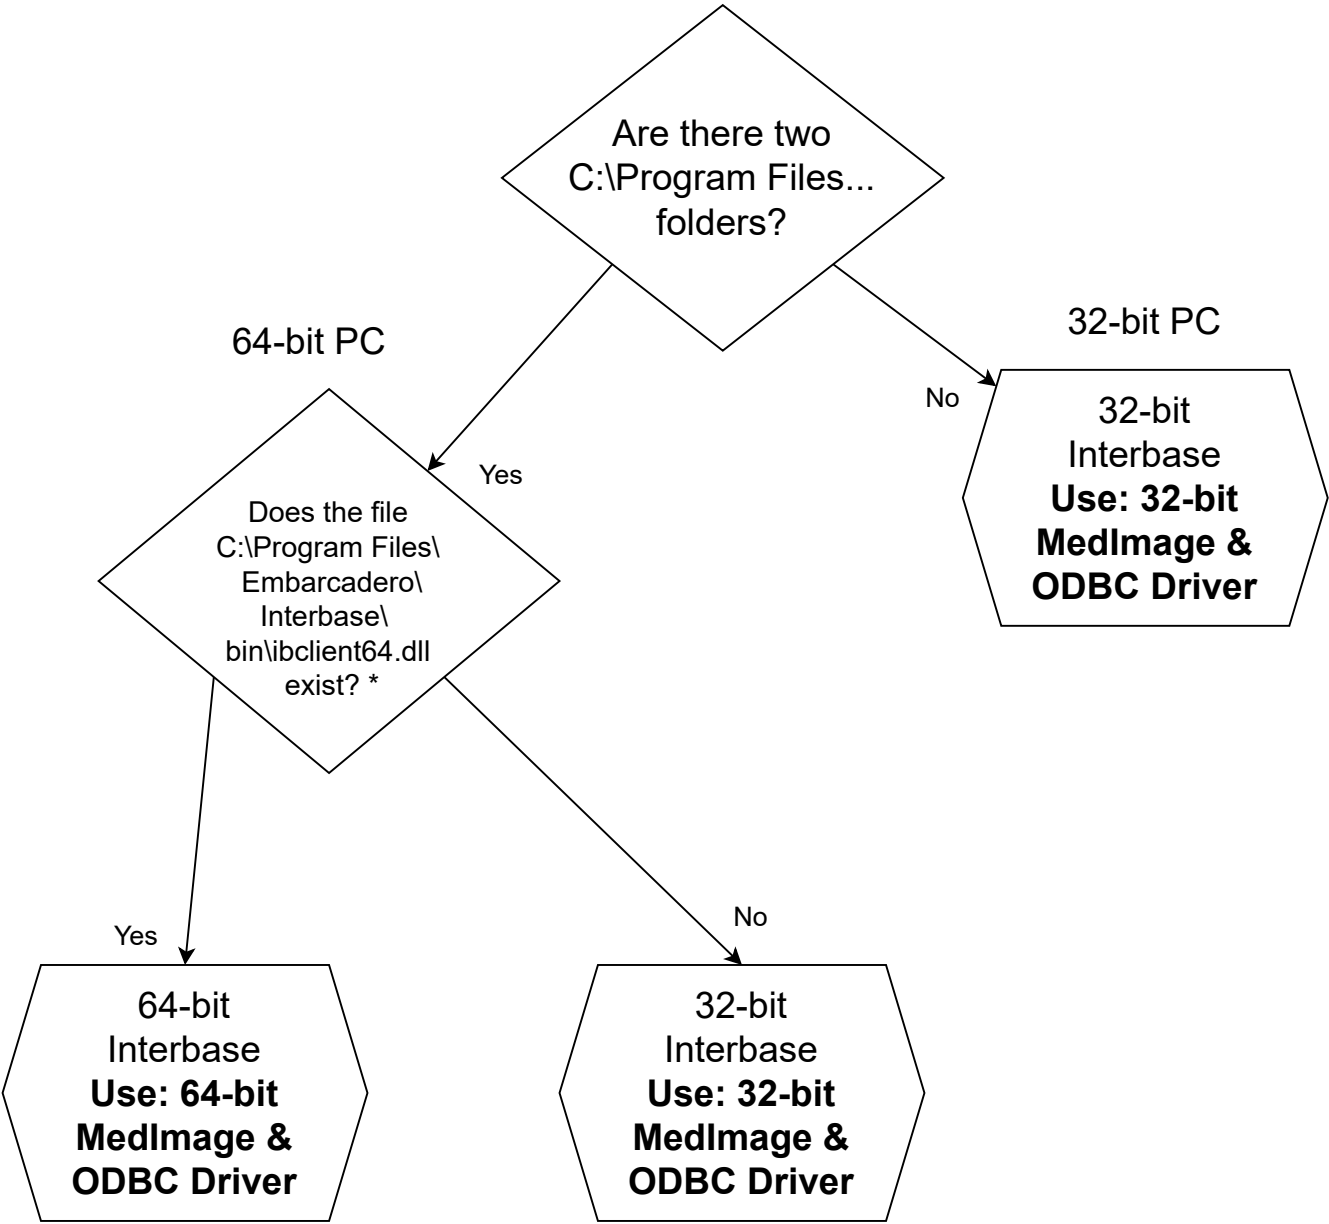 Are there two
C:\Program Files...
folders?
64-bit PC
32-bit PC
No
32-bit
Interbase
Use: 32-bit
MedImage &
ODBC Driver
Yes
Does the file
C:\Program Files\
Embarcadero\
Interbase\
bin\ibclient64.dll
exist? *
Yes
No
64-bit
Interbase
Use: 64-bit
MedImage &
ODBC Driver
32-bit
Interbase
Use: 32-bit
MedImage &
ODBC Driver